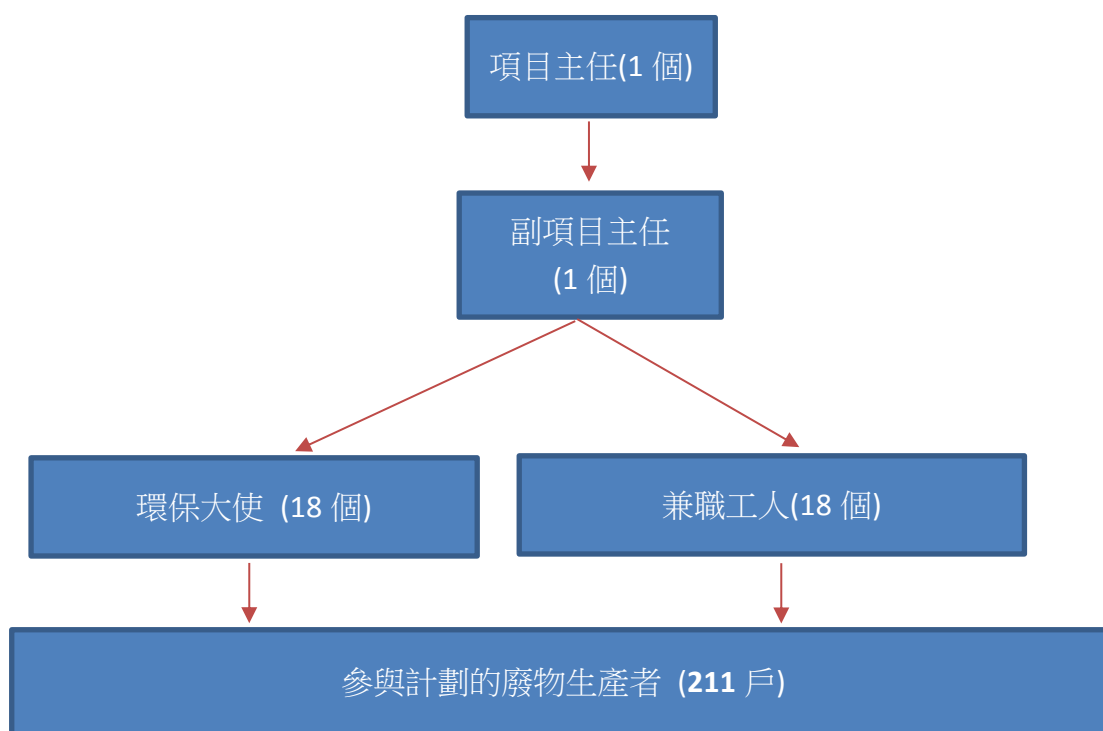 項目主任(1 個)
副項目主任
(1 個)
環保大使 (18 個)
兼職工人(18 個)
參與計劃的廢物生產者 (211 戶)